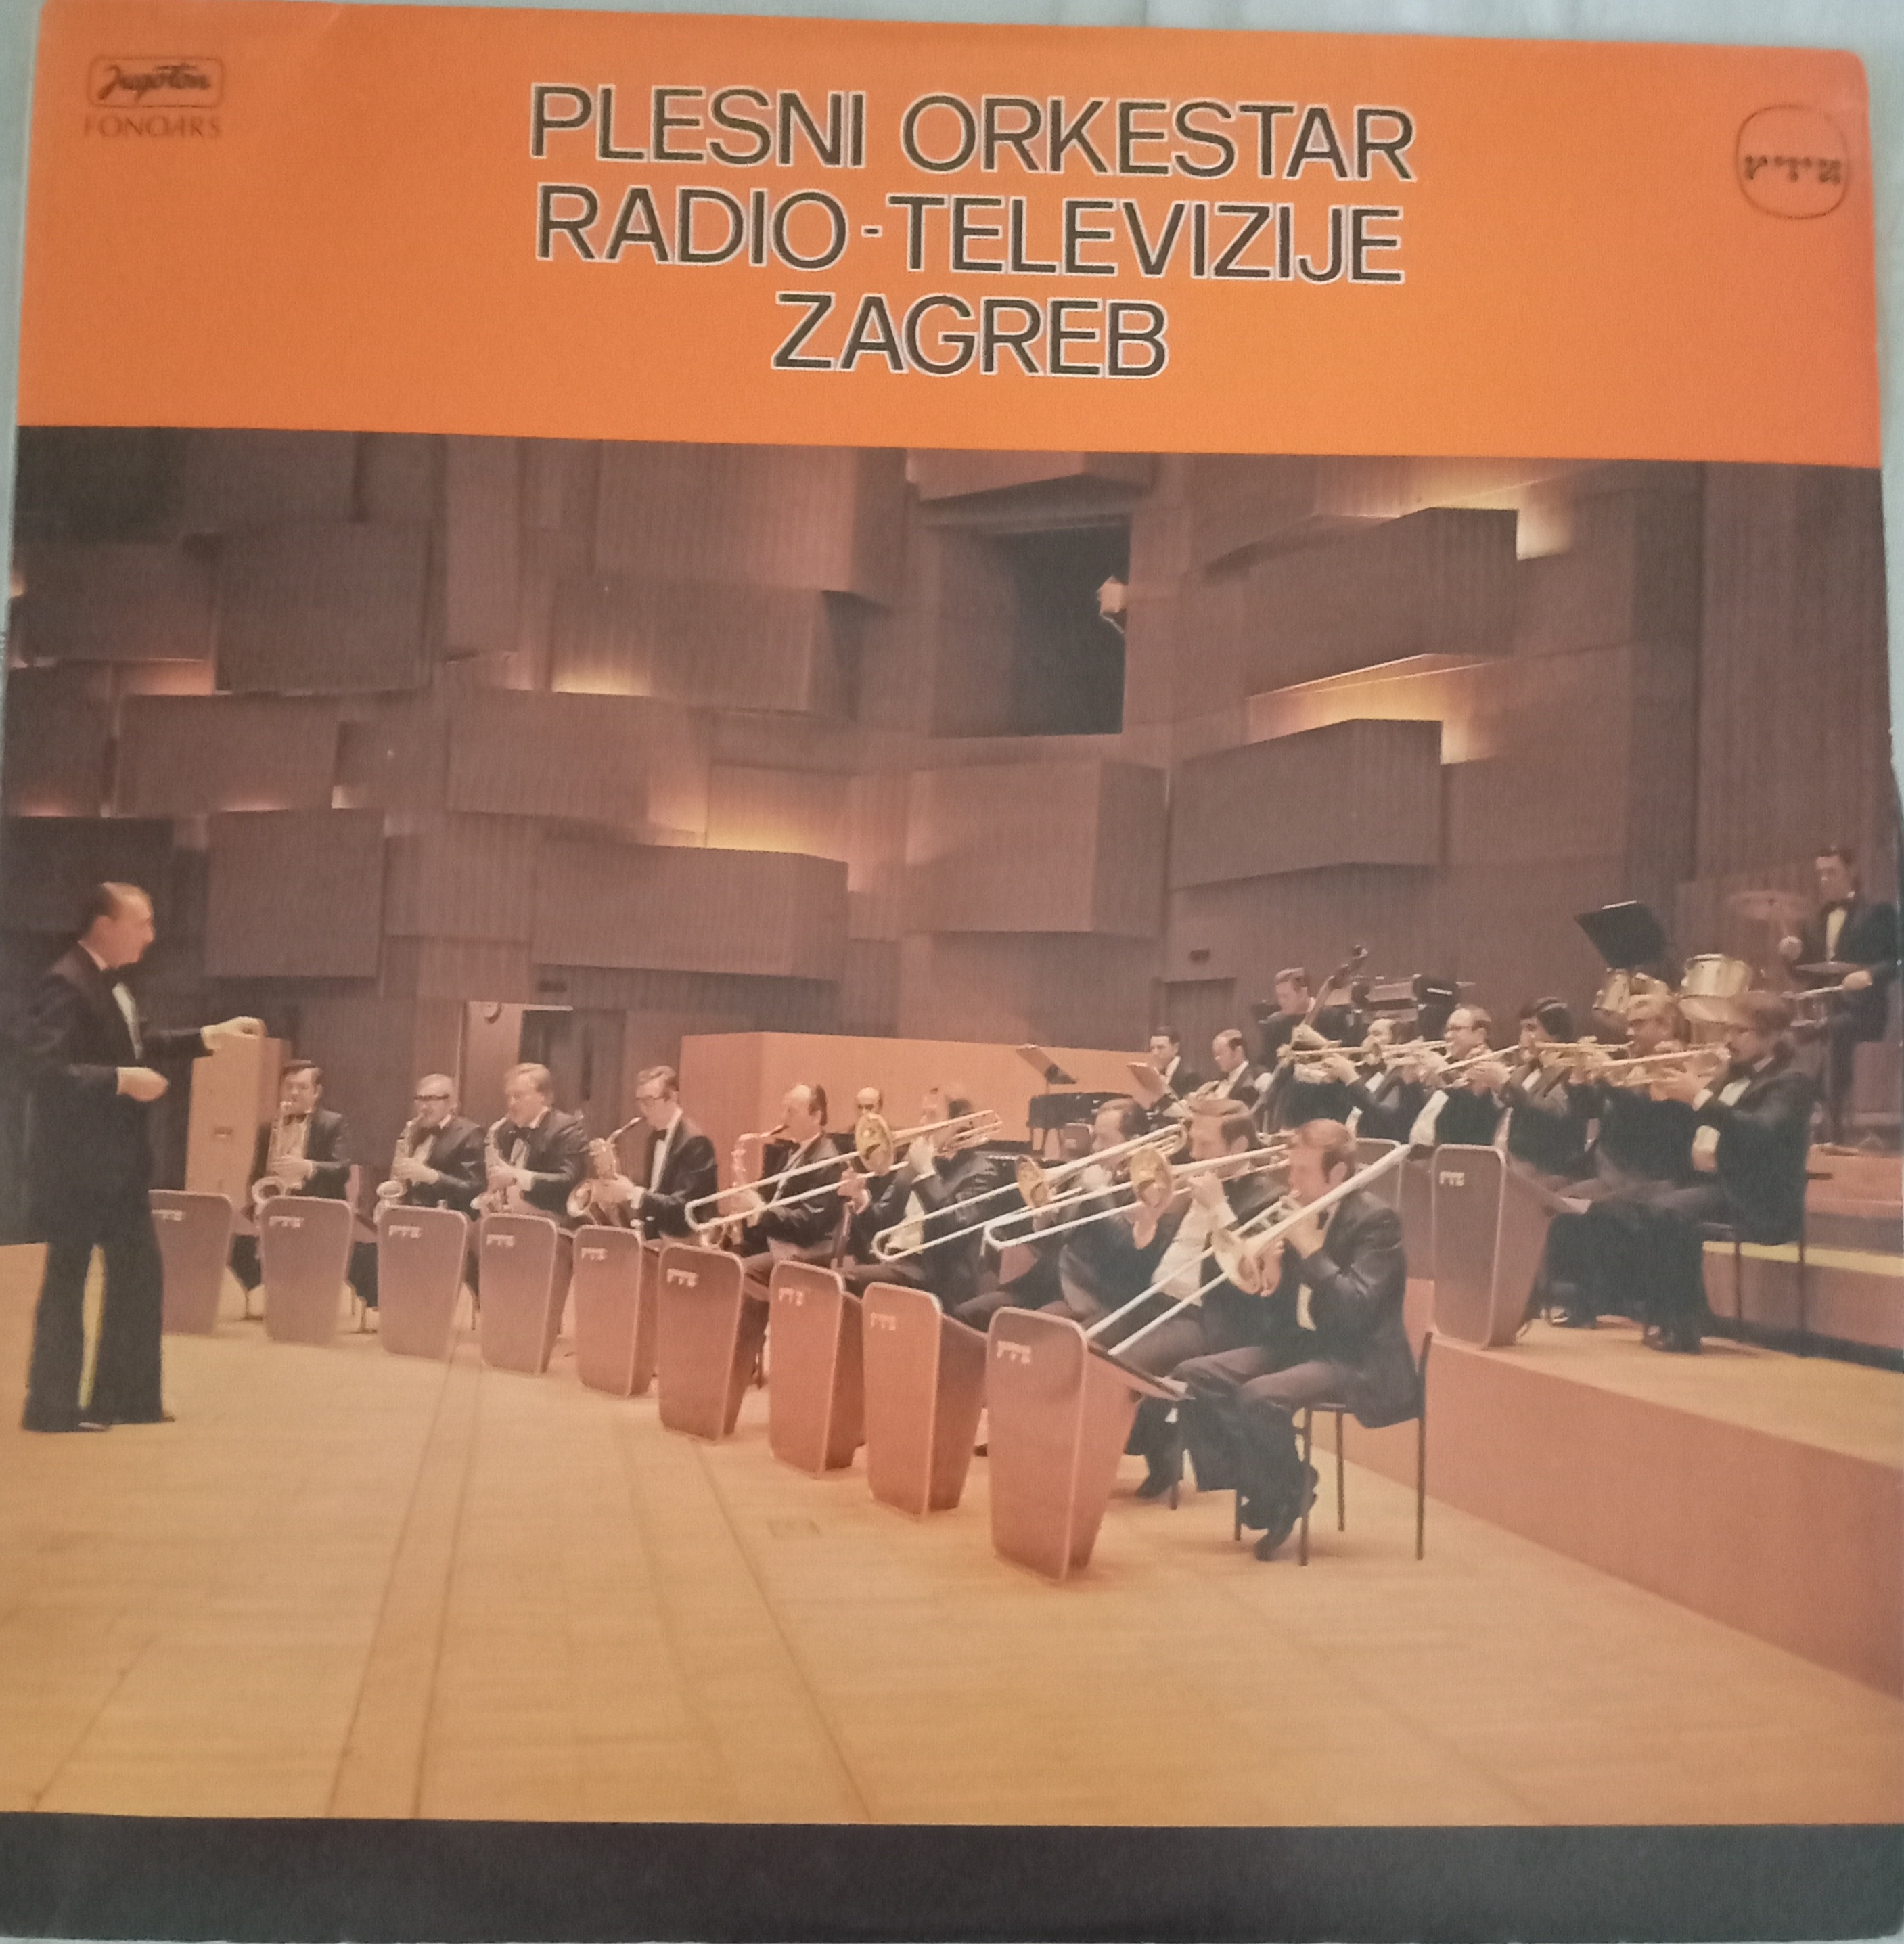 Jugoton
FONOARS
PLESNI ORKESTAR
RADIO-TELEVIZIJE
ZAGREB